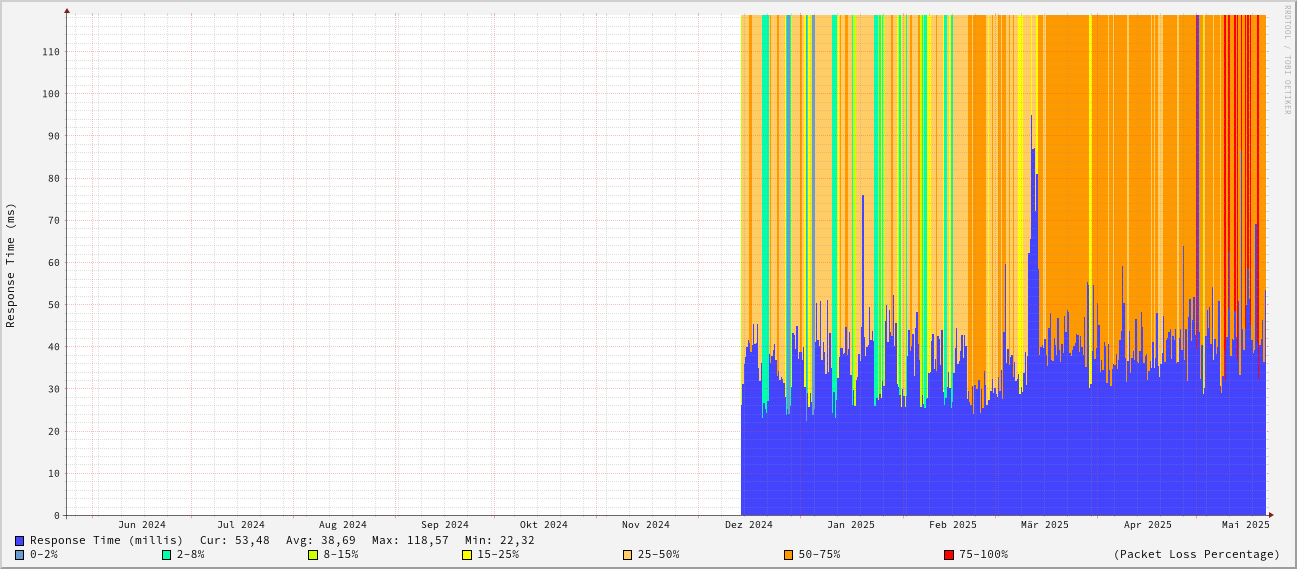 RRDTOOL / TOBI OETIKER
Response Time (ms)
110
100
90
80
70
60
50
40
30
20
10
0
Jun 2024 Jul 2024 Aug 2024 Sep 2024 Okt 2024 Nov 2024 Dez 2024 Jan 2025 Feb 2025 Mär 2025 Apr 2025 Mai 2025
Response Time (millis) Cur: 53,48 Avg: 38,69 Max: 118,57 Min: 22,32
0-2% 2-8% 8-15% 15-25% 25-50% 50-75% 75-100% (Packet Loss Percentage)